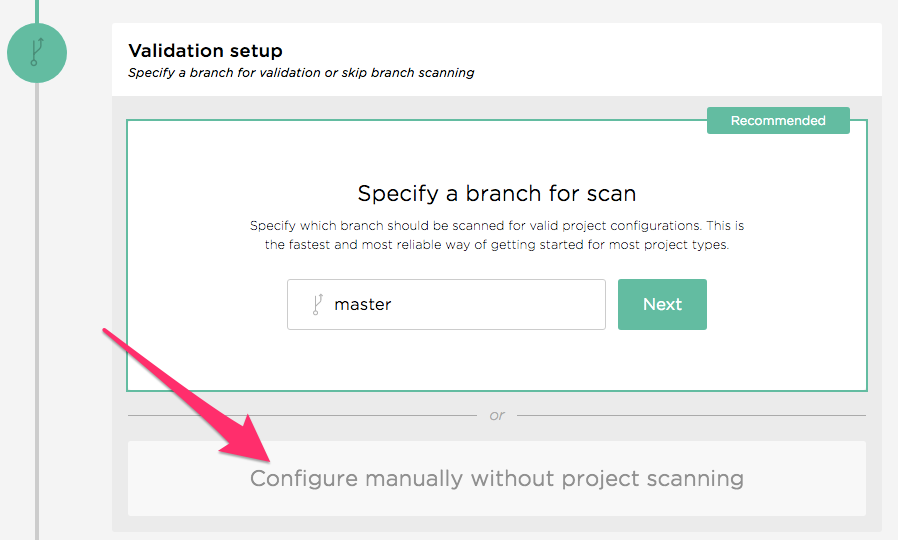 Validation setup
Specify a branch for validation or skip branch scanning
Recommended
Specify a branch for scan
Specify which branch should be scanned for valid project configurations. This is
the fastest and most reliable way of getting started for most project types.
master
Next
or
Configure manually without project scanning